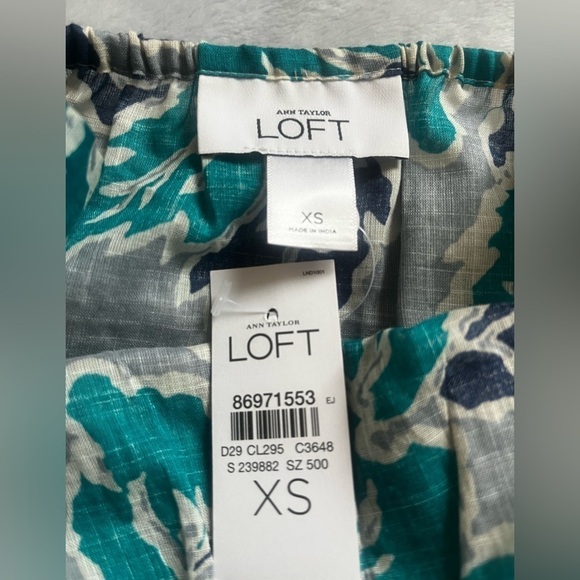 ANN TAYLOR
LOFT
XS
MADE IN INDIA
LND1001
ANN TAYLOR
LOFT
86971553 EJ
D29 CL295 C3648
S 239882 SZ 500
XS